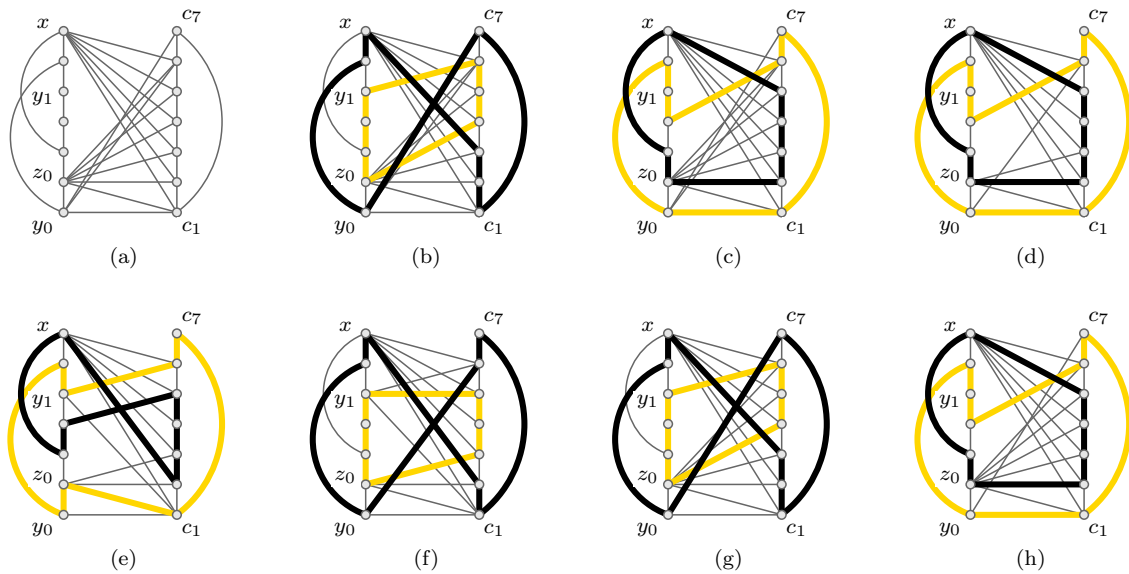 x c₇ x c₇ x c₇ x c₇
y₁ y₁ y₁ y₁
z₀ z₀ z₀ z₀
y₀ c₁ y₀ c₁ y₀ c₁ y₀ c₁
(a) (b) (c) (d)
x c₇ x c₇ x c₇ x c₇
y₁ y₁ y₁ y₁
z₀ z₀ z₀ z₀
y₀ c₁ y₀ c₁ y₀ c₁ y₀ c₁
(e) (f) (g) (h)